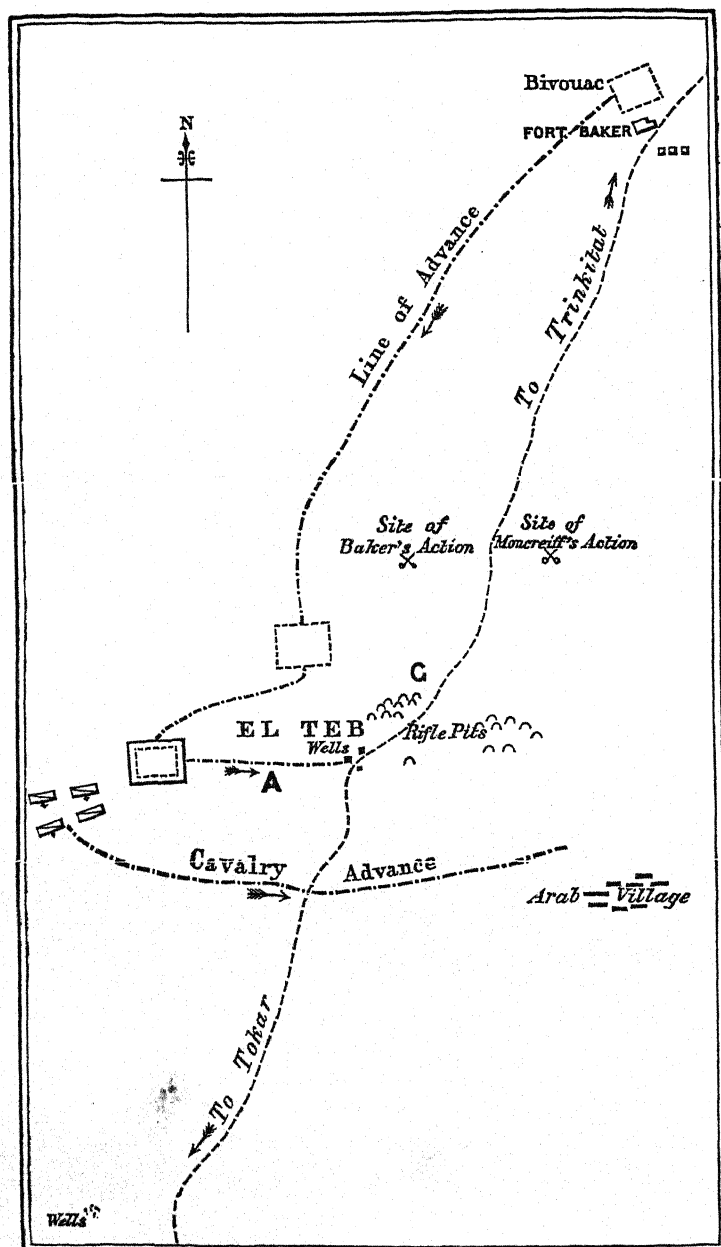 Bivouac
FORT BAKER
N
Line of Advance
To Trinkitat
Site of
Baker's Action
Site of
Moncreiff's Action
G
EL TEB
Wells
Rifle Pits
A
Cavalry Advance
Arab Village
To Tokar
Wells